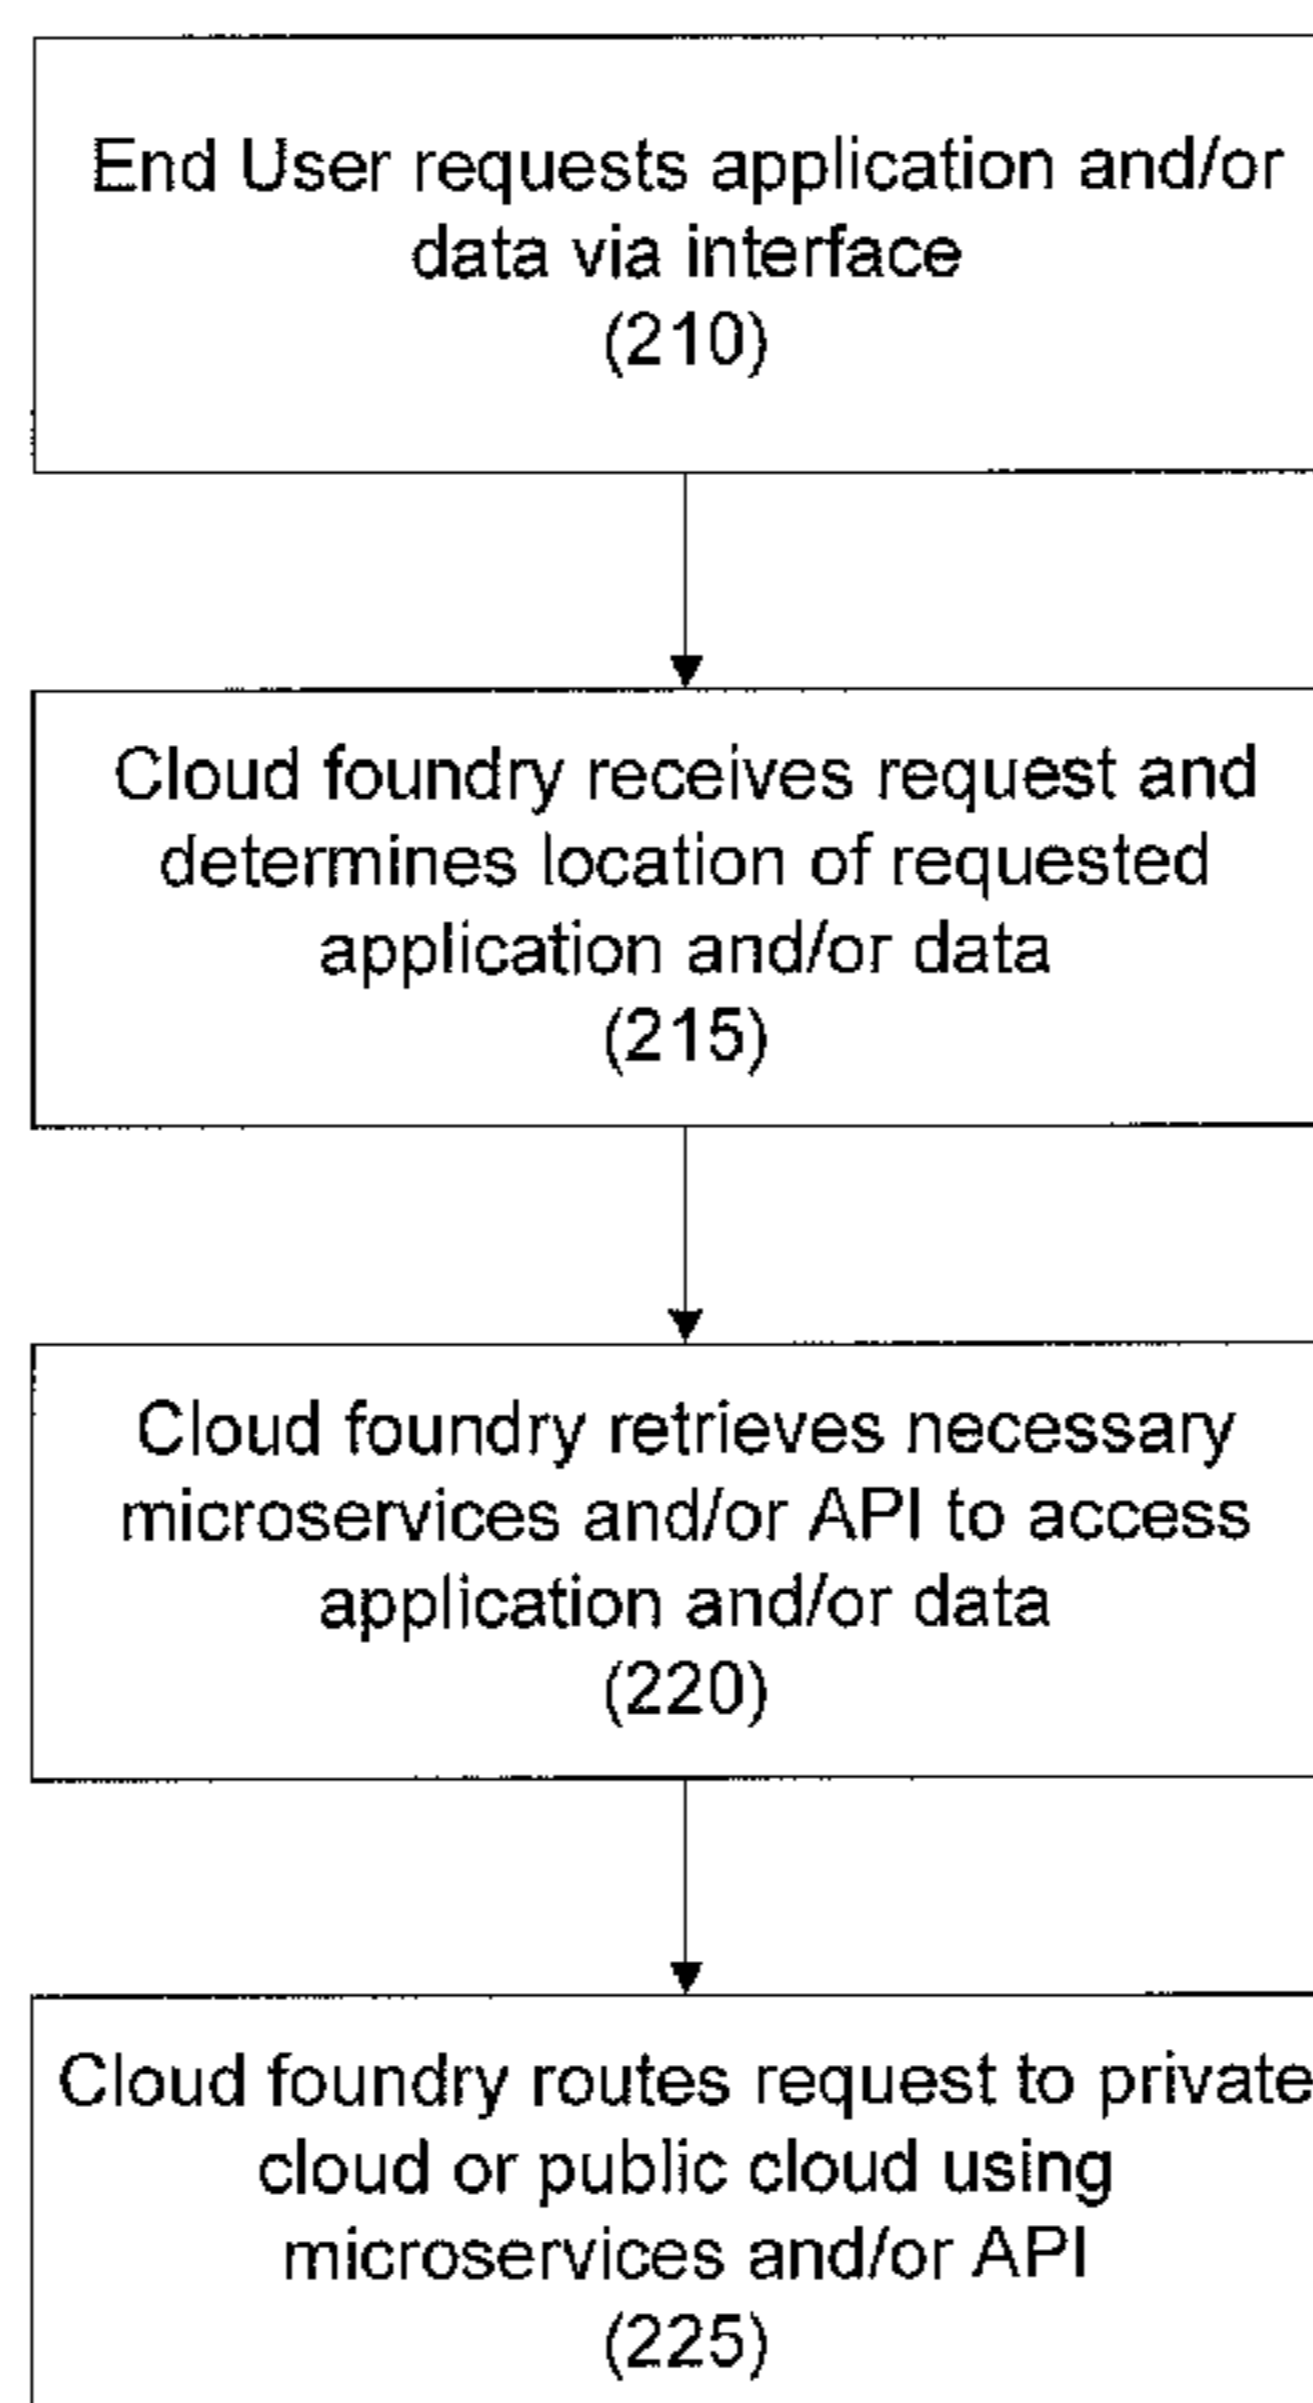 End User requests application and/or
data via interface
(210)
Cloud foundry receives request and
determines location of requested
application and/or data
(215)
Cloud foundry retrieves necessary
microservices and/or API to access
application and/or data
(220)
Cloud foundry routes request to private
cloud or public cloud using
microservices and/or API
(225)